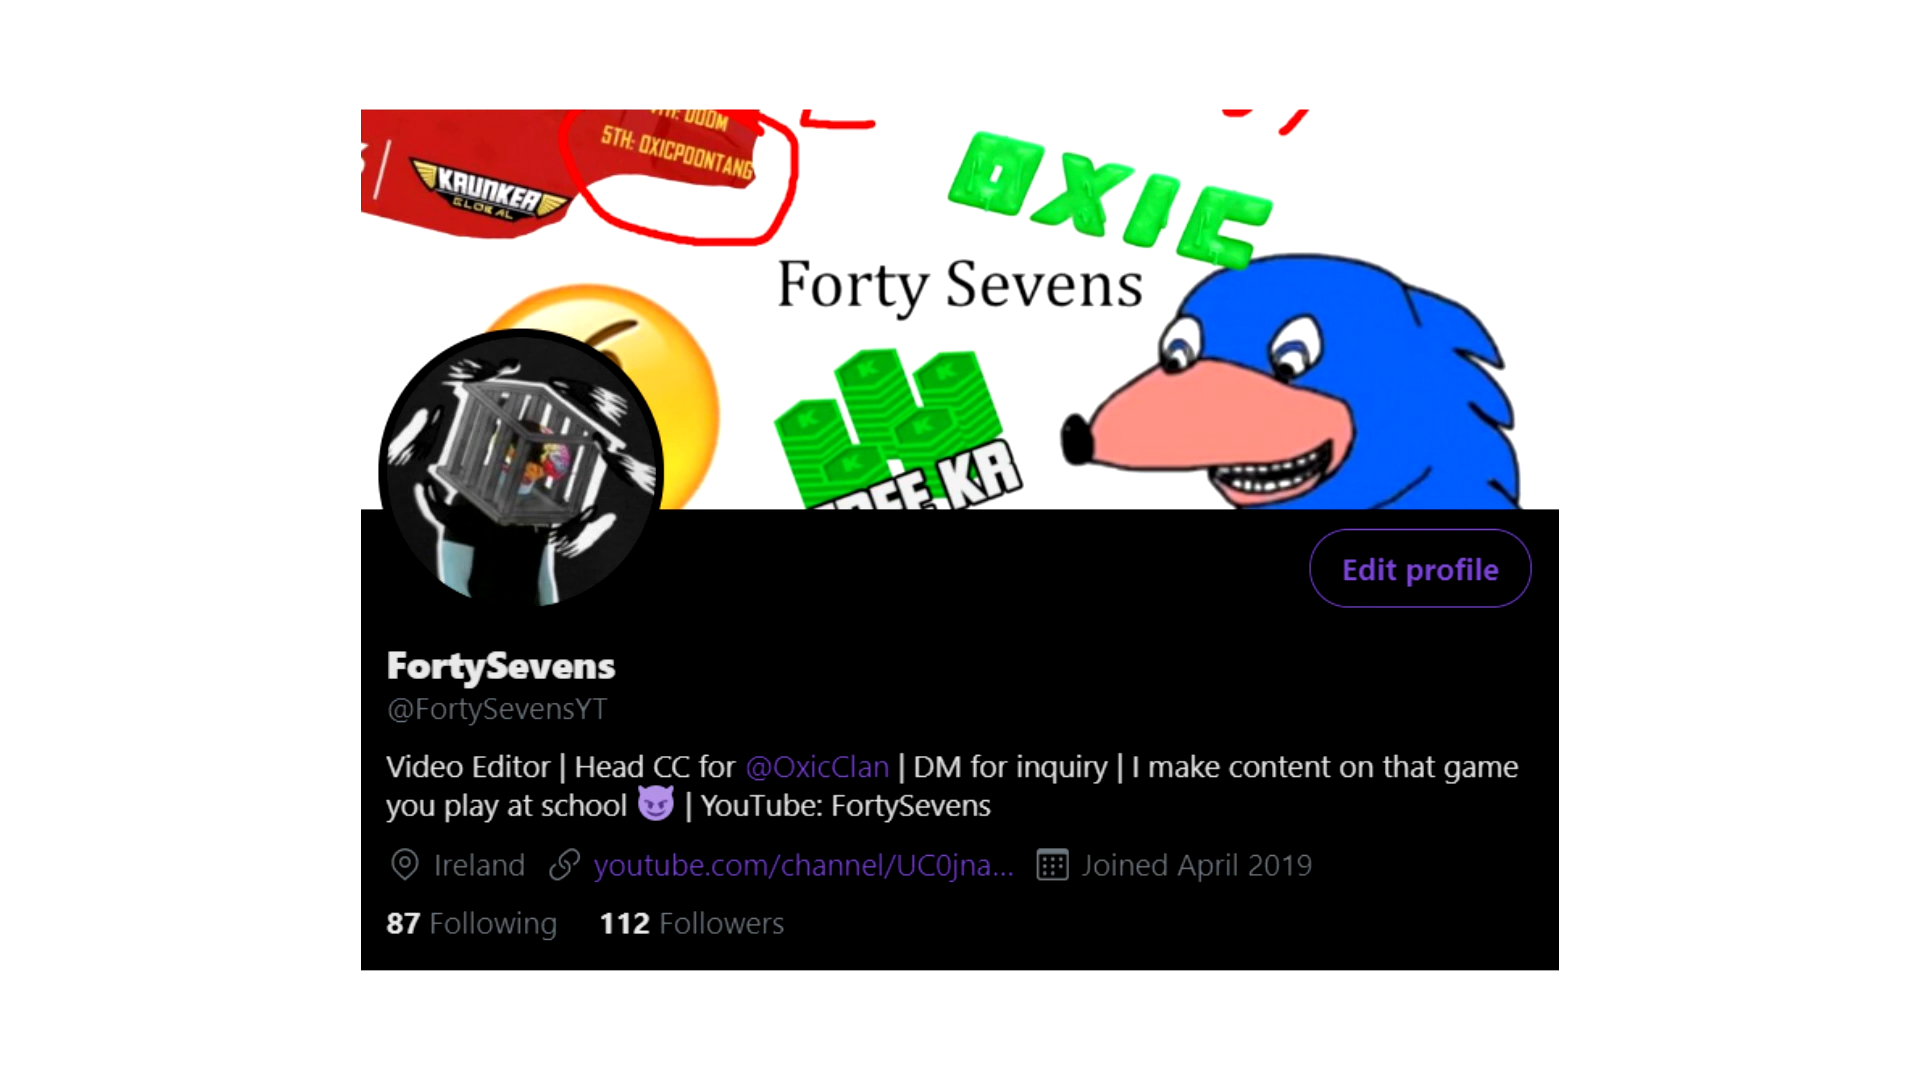 5TH: OXICPOONTANG
KRUNKER
GLOBAL
OXIC
Forty Sevens
FREE KR
Edit profile
FortySevens
@FortySevensYT
Video Editor | Head CC for @OxicClan | DM for inquiry | I make content on that game
you play at school 😈 | YouTube: FortySevens
Ireland youtube.com/channel/UC0jna... Joined April 2019
87 Following 112 Followers